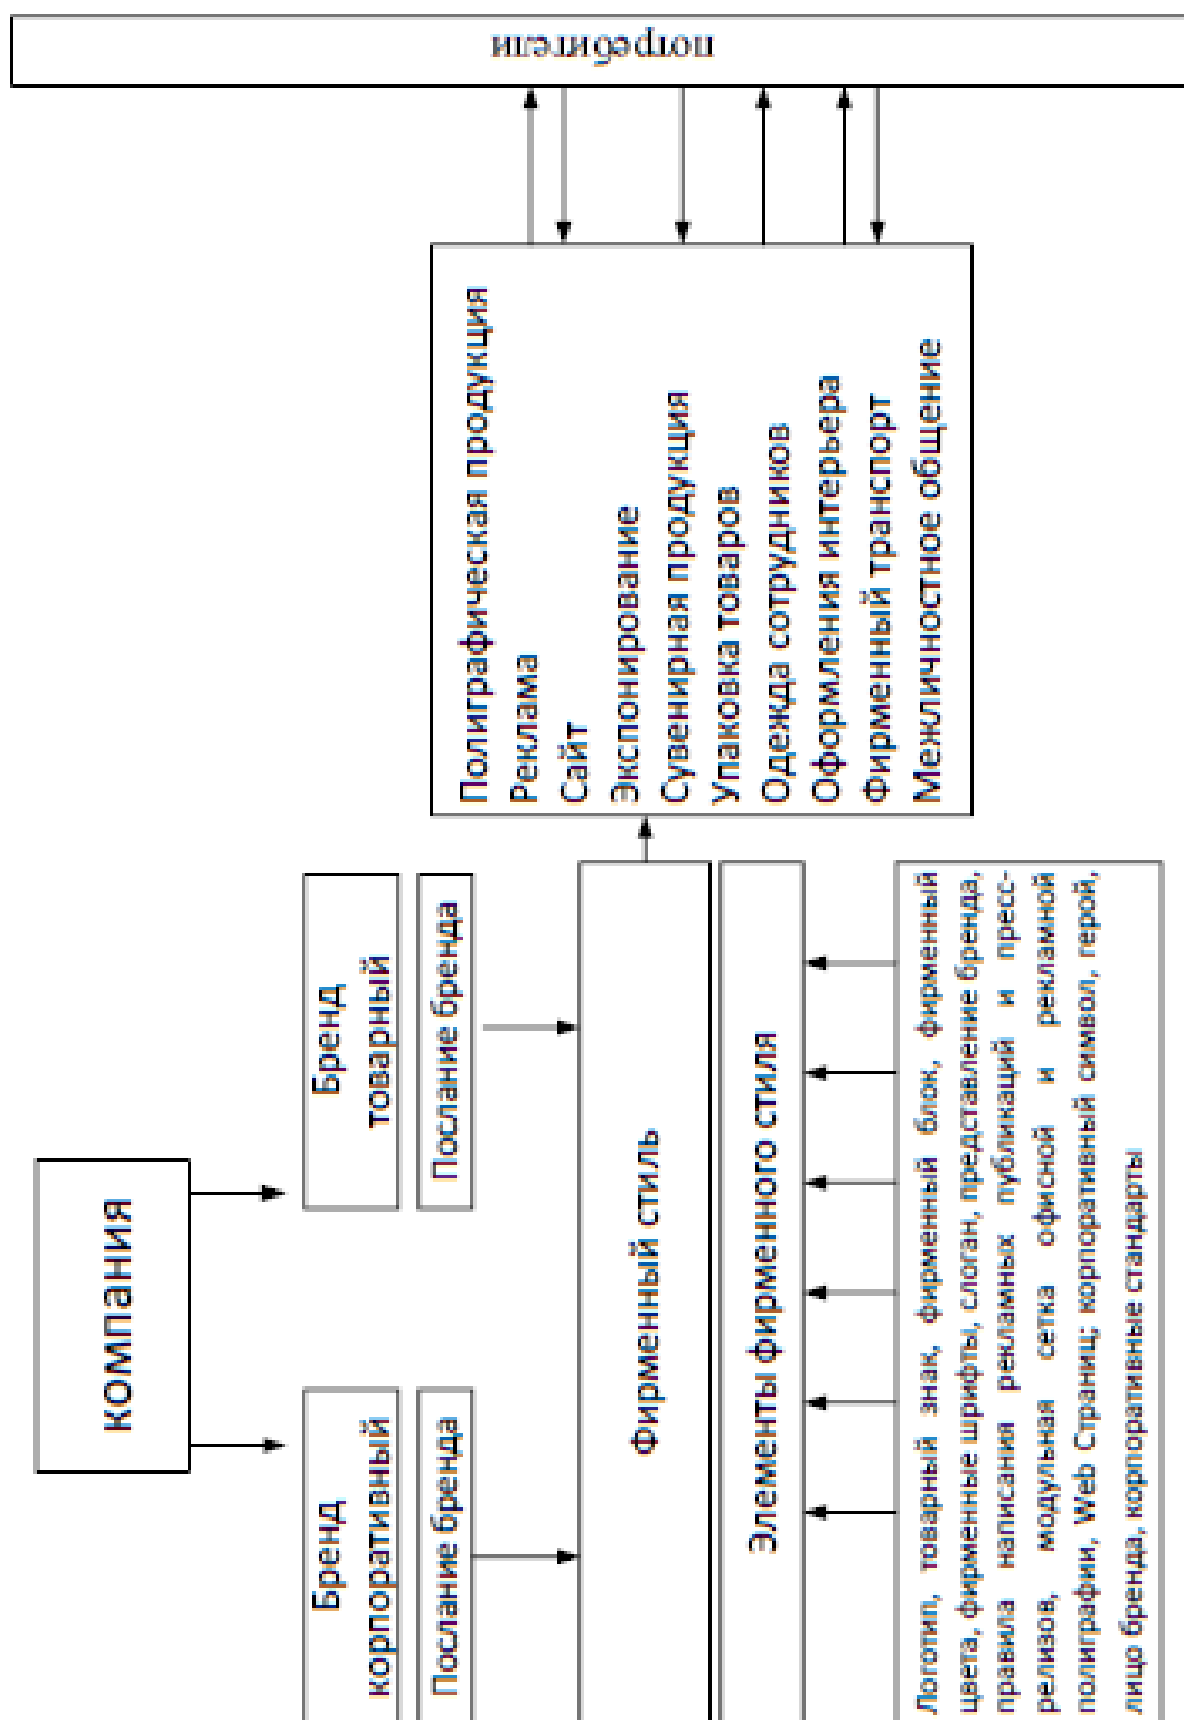 компания
Бренд
корпоративный
Послание бренда
Бренд
товарный
Послание бренда
Фирменный стиль
Элементы фирменного стиля
Логотип, товарный знак, фирменный блок, фирменный
цвета, фирменные шрифты, слоган, представление бренда,
правила написания рекламных публикаций и пресс-
релизов, модульная сетка офисной и рекламной
полиграфии, Web Страниц; корпоративный символ, герой,
лицо бренда, корпоративные стандарты
Полиграфическая продукция
Реклама
Сайт
Экспонирование
Сувенирная продукция
Упаковка товаров
Одежда сотрудников
Оформления интерьера
Фирменный транспорт
Межличностное общение
потребители